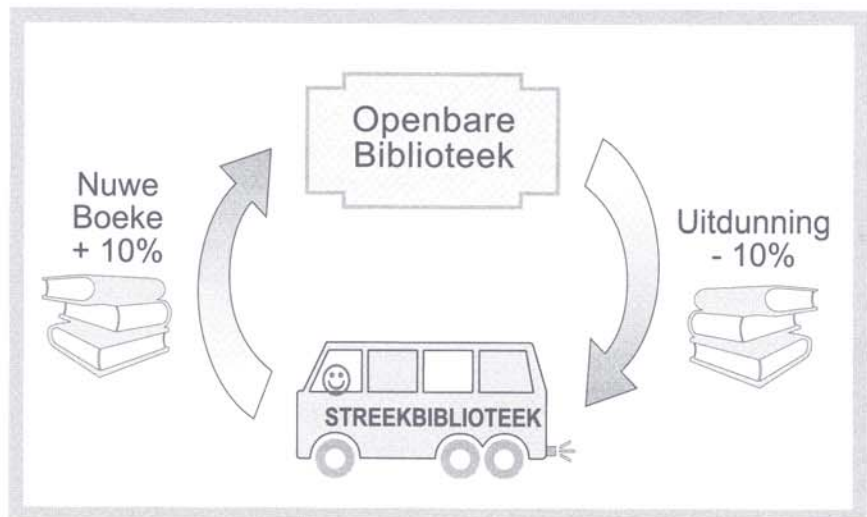 Openbare
Biblioteek
Nuwe
Boeke
+ 10%
Uitdunning
- 10%
STREEKBIBLIOTEEK